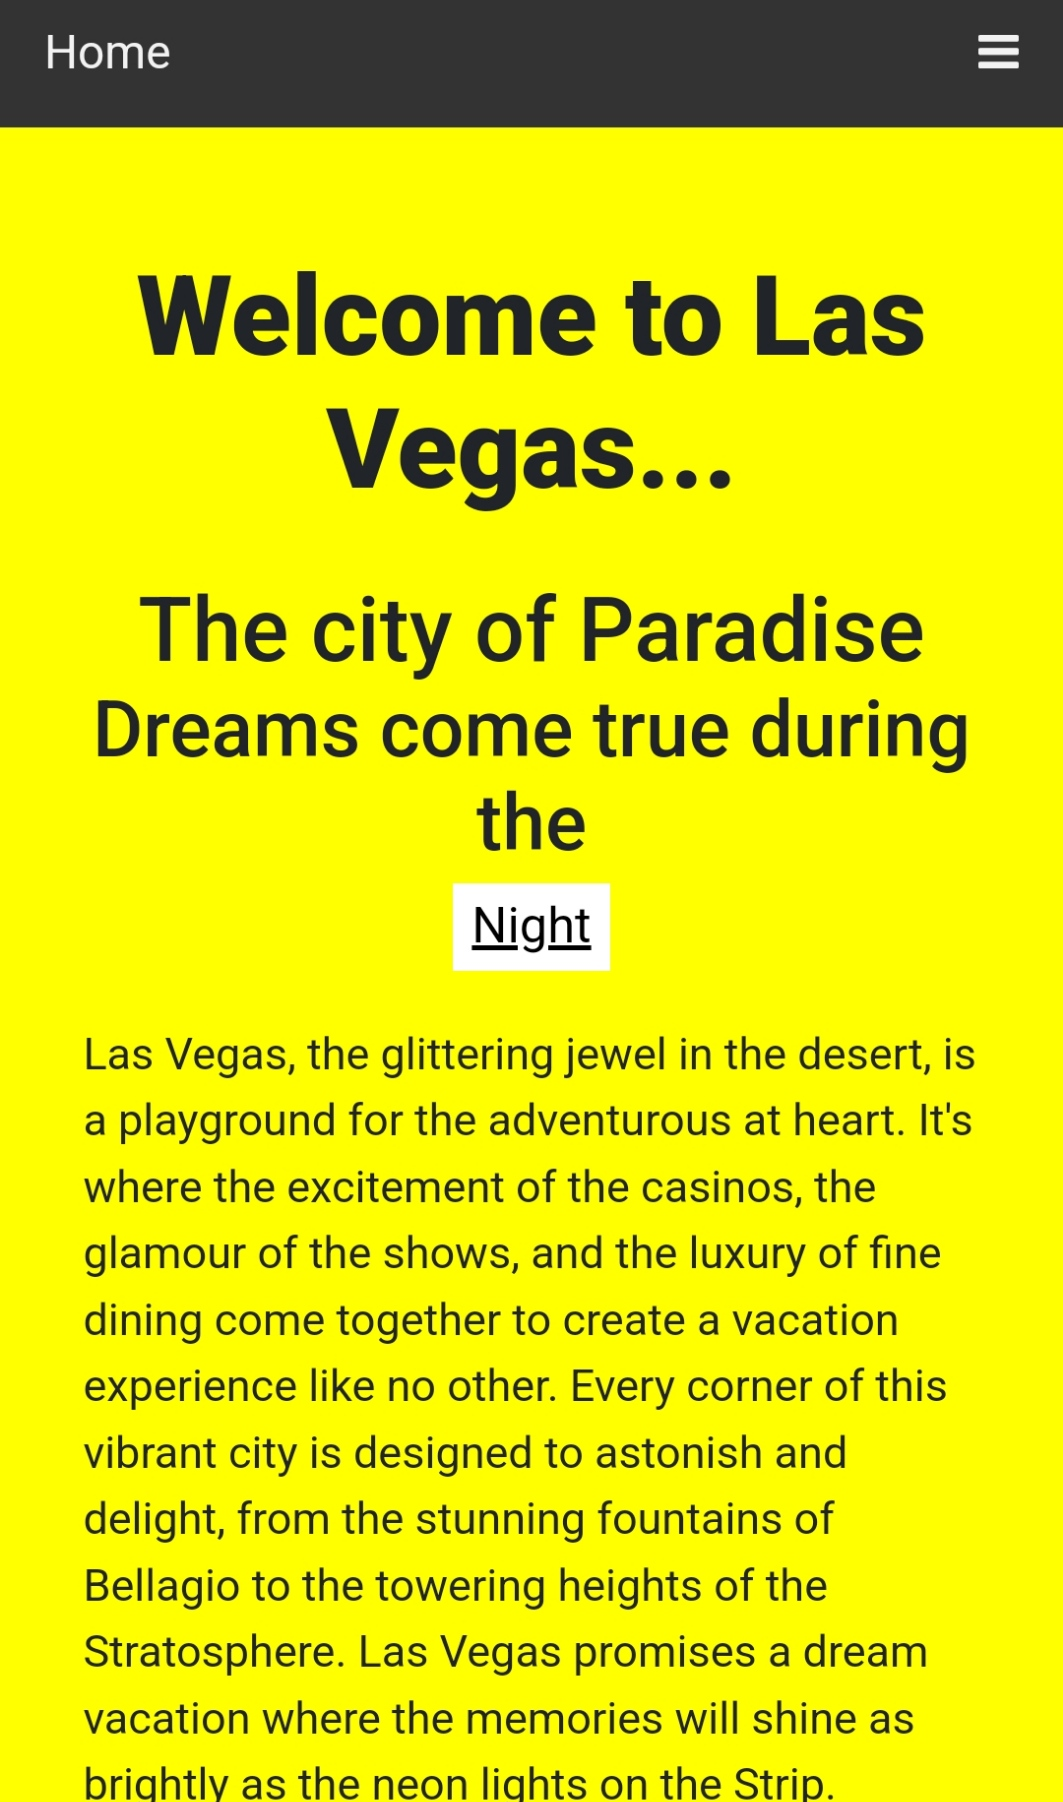 Home
Welcome to Las
Vegas...
The city of Paradise
Dreams come true during
the
Night
Las Vegas, the glittering jewel in the desert, is
a playground for the adventurous at heart. It's
where the excitement of the casinos, the
glamour of the shows, and the luxury of fine
dining come together to create a vacation
experience like no other. Every corner of this
vibrant city is designed to astonish and
delight, from the stunning fountains of
Bellagio to the towering heights of the
Stratosphere. Las Vegas promises a dream
vacation where the memories will shine as
brightly as the neon lights on the Strip.